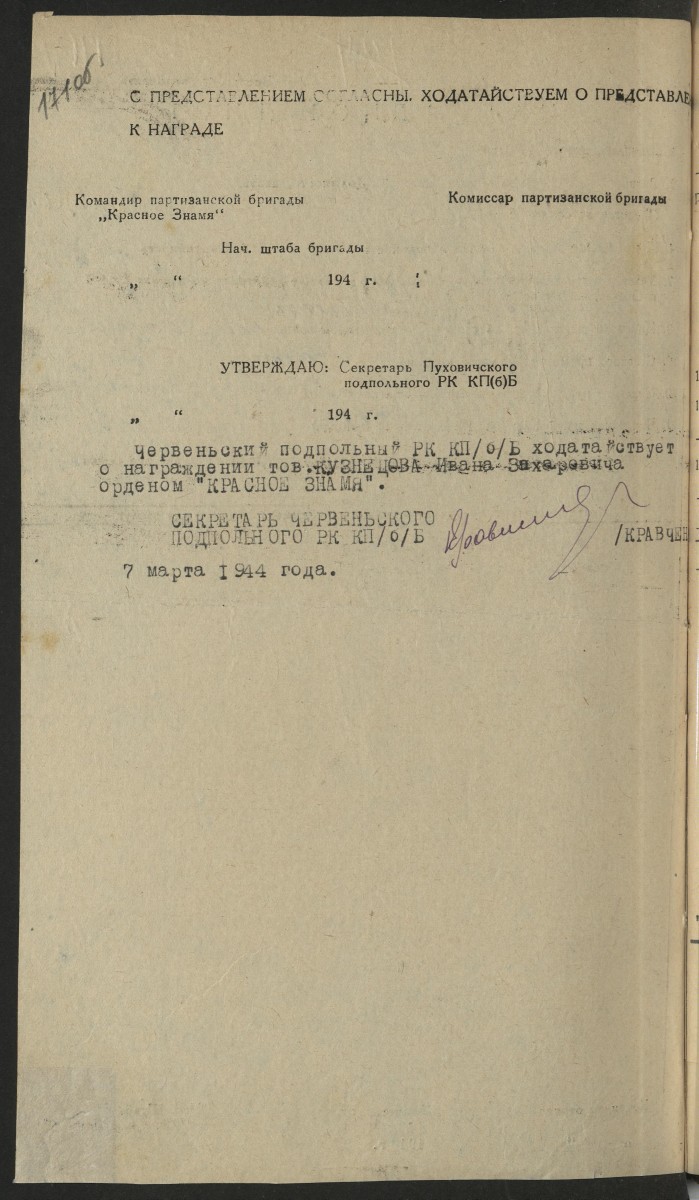 171об
С ПРЕДСТАВЛЕНИЕМ СОГЛАСНЫ. ХОДАТАЙСТВУЕМ О ПРЕДСТАВЛЕ
К НАГРАДЕ
Командир партизанской бригады
„Красное Знамя“
Комиссар партизанской бригады
Нач. штаба бригады
„ “ 194 г.
УТВЕРЖДАЮ: Секретарь Пуховичского
подпольного РК КП(б)Б
„ “ 194 г.
Червеньский подпольный РК КП/б/Б ходатайствует
о награждении тов.КУЗНЕЦОВА Ивана Захаровича
орденом "КРАСНОЕ ЗНАМЯ".
СЕКРЕТАРЬ ЧЕРВЕНЬСКОГО
ПОДПОЛЬНОГО РК КП/б/Б /КРАВЧЕН
7 марта 1944 года.